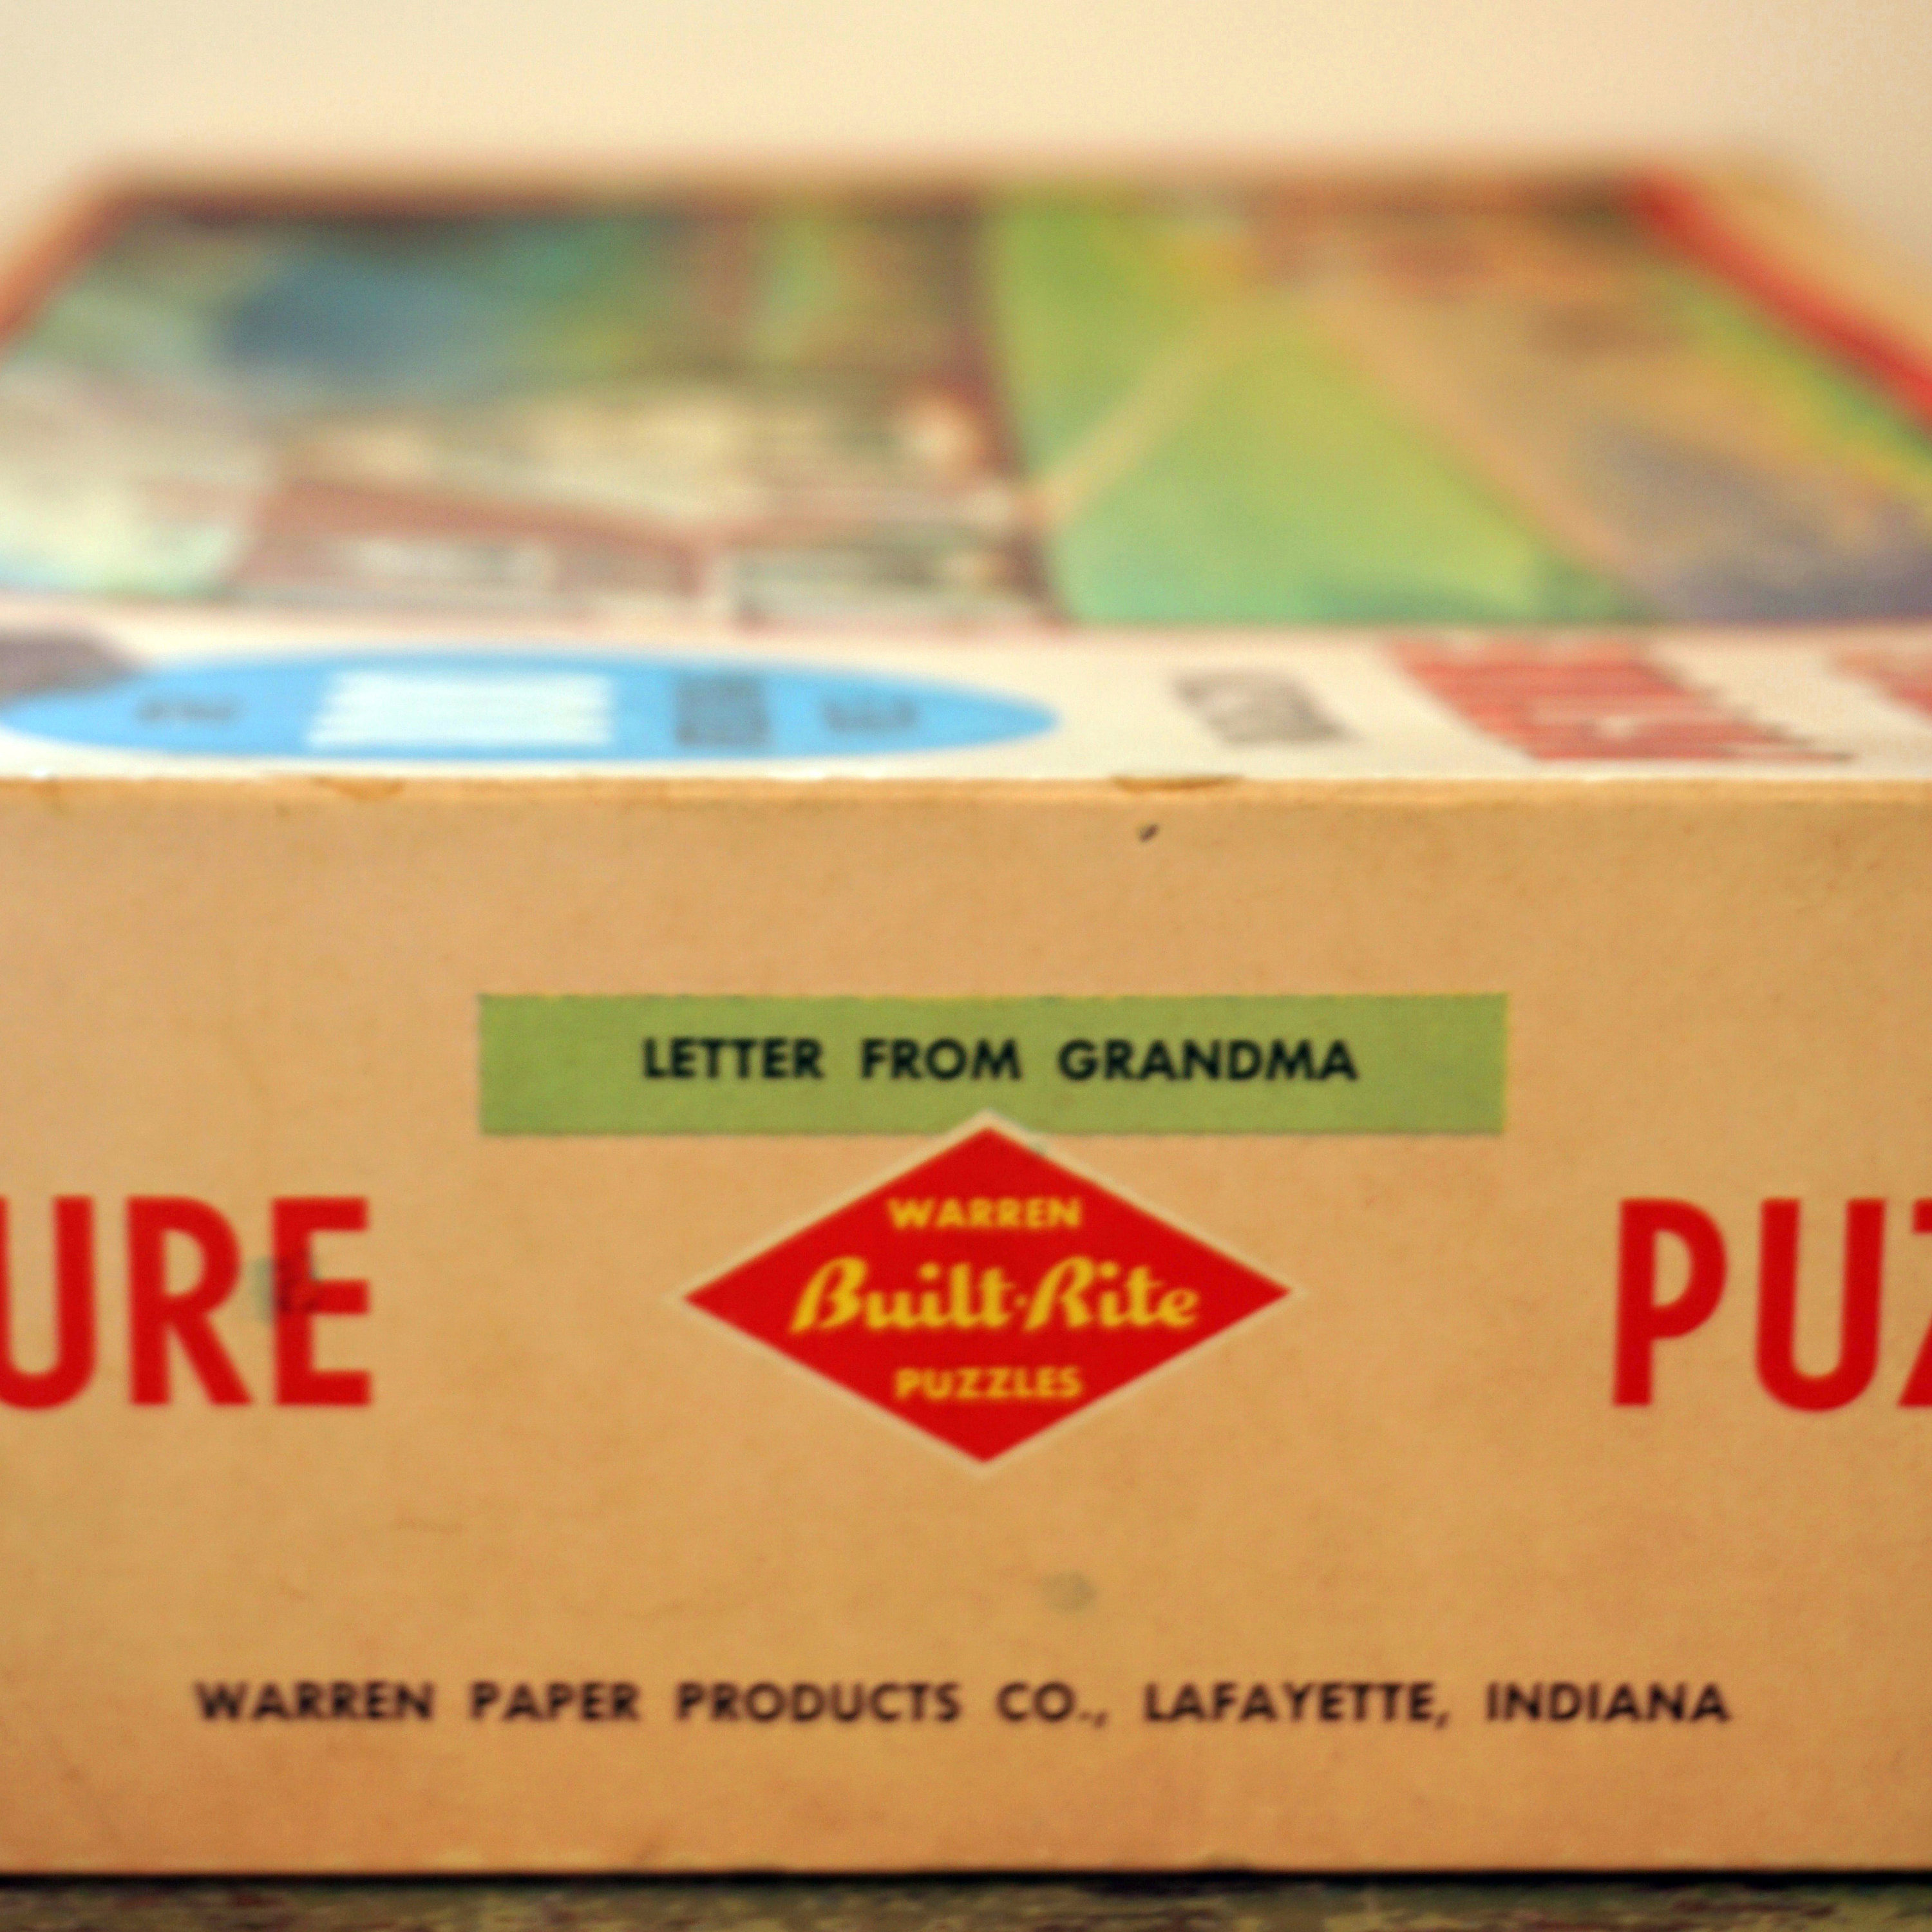 LETTER FROM GRANDMA
URE
WARREN
Built-Rite
PUZZLES
PUZ
WARREN PAPER PRODUCTS CO., LAFAYETTE, INDIANA